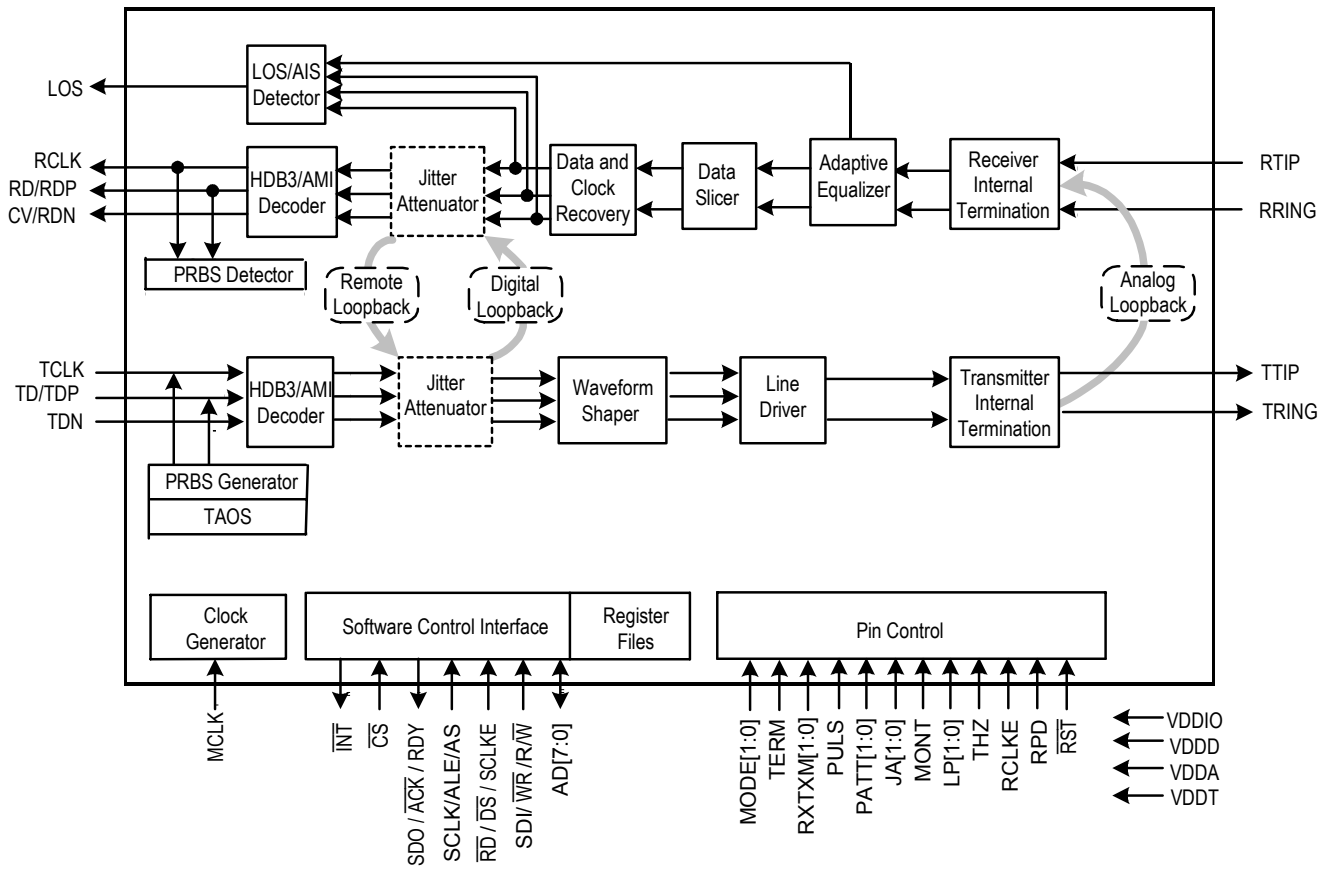 LOS
LOS/AIS
Detector
RCLK
RD/RDP
CV/RDN
HDB3/AMI
Decoder
Jitter
Attenuator
Data and
Clock
Recovery
Data
Slicer
Adaptive
Equalizer
Receiver
Internal
Termination
RTIP
RRING
PRBS Detector
Remote
Loopback
Digital
Loopback
Analog
Loopback
TCLK
TD/TDP
TDN
HDB3/AMI
Decoder
Jitter
Attenuator
Waveform
Shaper
Line
Driver
Transmitter
Internal
Termination
TTIP
TRING
PRBS Generator
TAOS
Clock
Generator
Software Control Interface
Register
Files
Pin Control
MCLK
INT
CS
SDO / ACK / RDY
SCLK/ALE/AS
RD / DS / SCLKE
SDI/ WR /R/W
AD[7:0]
MODE[1:0]
TERM
RXTXM[1:0]
PULS
PATT[1:0]
JA[1:0]
MONT
LP[1:0]
THZ
RCLKE
RPD
RST
VDDIO
VDDD
VDDA
VDDT